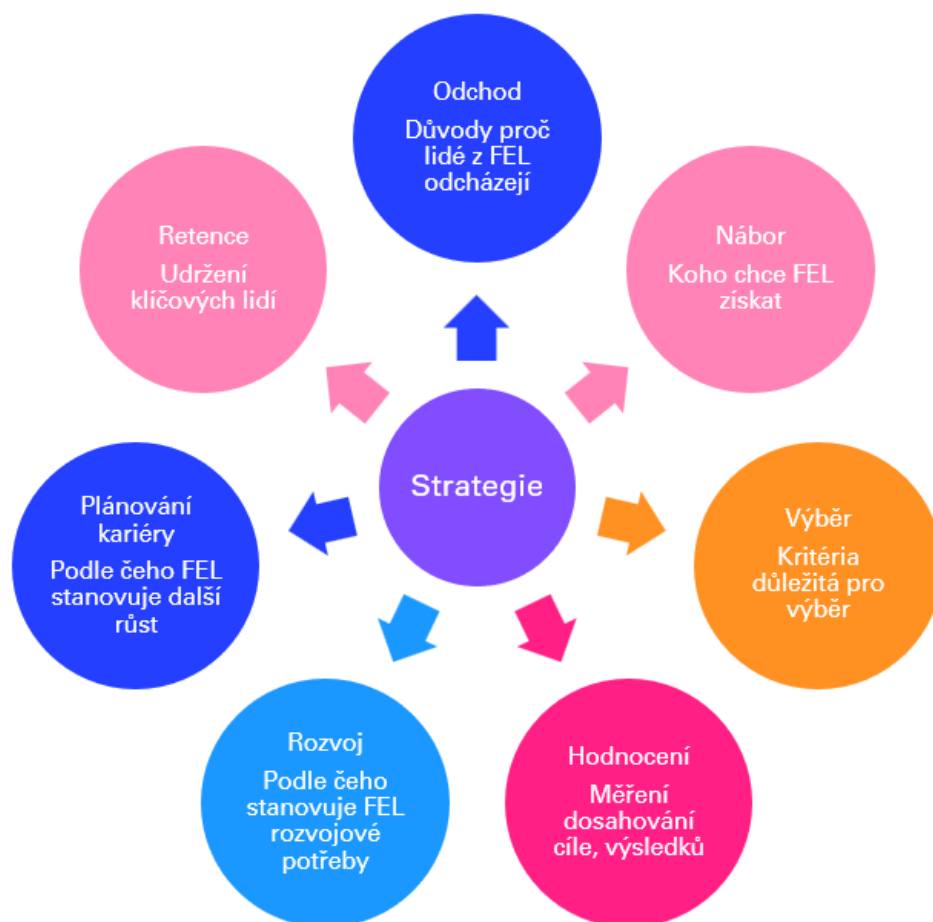 Odchod
Důvody proč
lidé z FEL
odcházejí
Nábor
Koho chce FEL
získat
Výběr
Kritéria
důležitá pro
výběr
Hodnocení
Měření
dosahování
cíle, výsledků
Rozvoj
Podle čeho
stanovuje FEL
rozvojové
potřeby
Plánování
kariéry
Podle čeho FEL
stanovuje další
růst
Retence
Udržení
klíčových lidí
Strategie